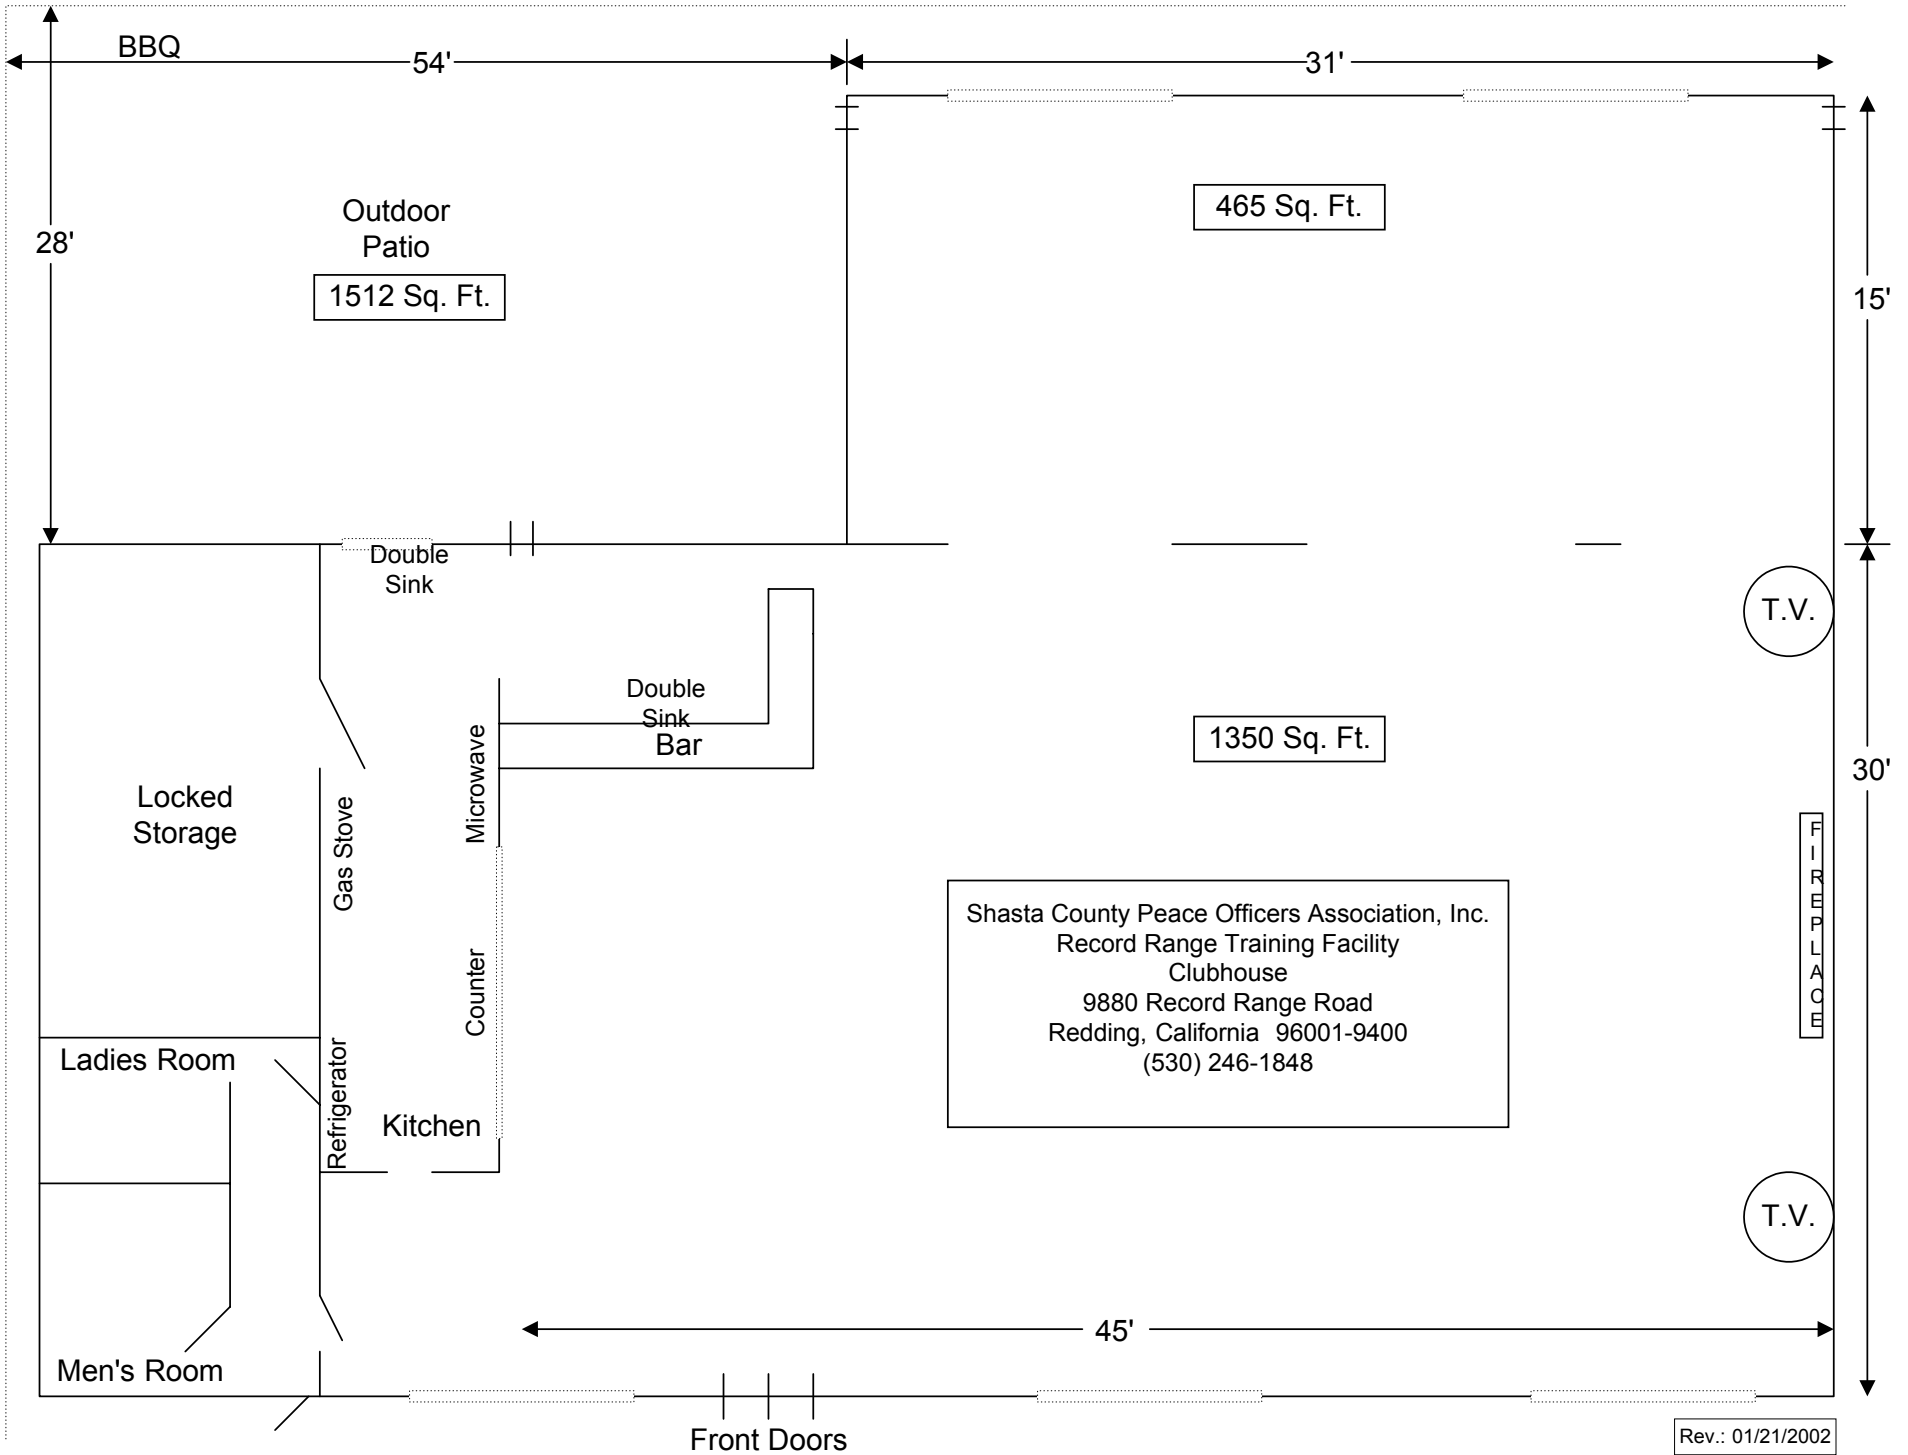 BBQ
54'
31'
465 Sq. Ft.
Outdoor
Patio
28'
1512 Sq. Ft.
15'
Double
Sink
T.V.
Double
Sink
Bar
Microwave
1350 Sq. Ft.
30'
Locked
Storage
Gas Stove
FIREPLACE
Shasta County Peace Officers Association, Inc.
Record Range Training Facility
Clubhouse
9880 Record Range Road
Redding, California 96001-9400
(530) 246-1848
Counter
Ladies Room
Refrigerator
Kitchen
T.V.
45'
Men's Room
Front Doors
Rev.: 01/21/2002